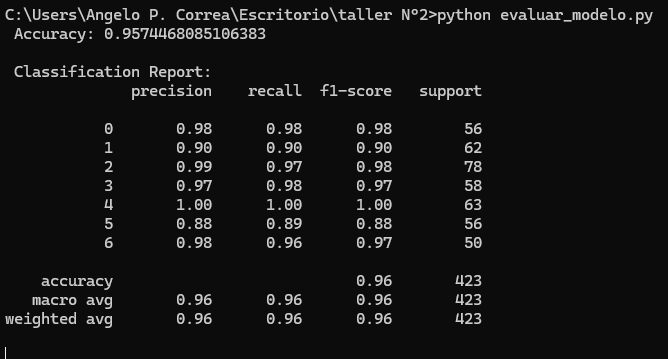 C:\Users\Angelo P. Correa\Escritorio\taller N°2>python evaluar_modelo.py
Accuracy: 0.9574468085106383
Classification Report:
precision recall f1-score support
0 0.98 0.98 0.98 56
1 0.90 0.90 0.90 62
2 0.99 0.97 0.98 78
3 0.97 0.98 0.97 58
4 1.00 1.00 1.00 63
5 0.88 0.89 0.88 56
6 0.98 0.96 0.97 50
accuracy 0.96 423
macro avg 0.96 0.96 0.96 423
weighted avg 0.96 0.96 0.96 423